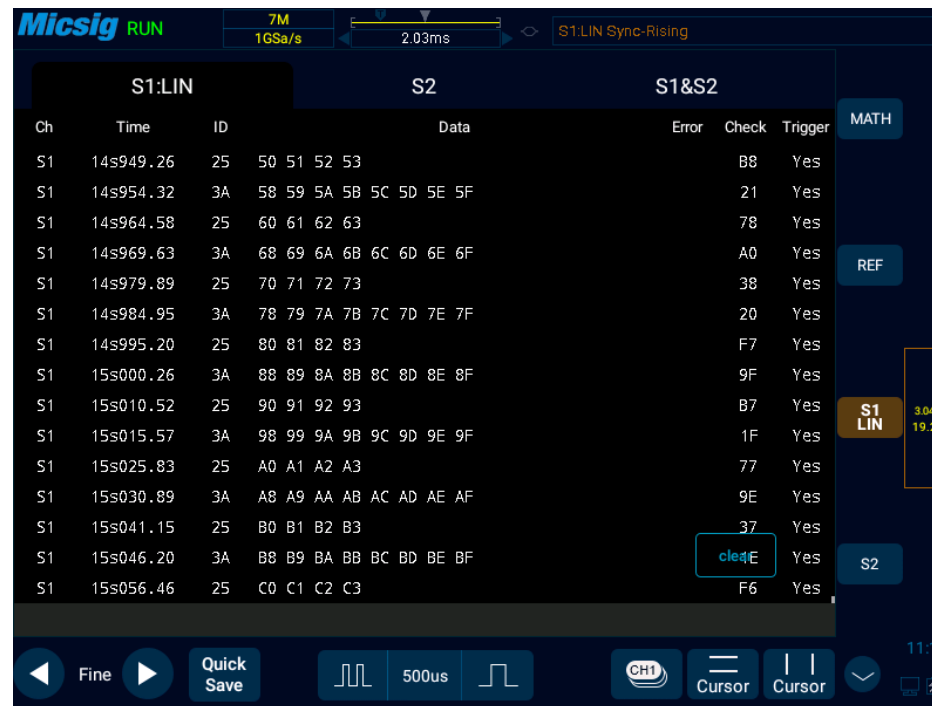 Micsig RUN 7M 1GSa/s 2.03ms S1:LIN Sync-Rising
S1:LIN S2 S1&S2
Ch Time ID Data Error Check Trigger
S1 14s949.26 25 50 51 52 53 B8 Yes
S1 14s954.32 3A 58 59 5A 5B 5C 5D 5E 5F 21 Yes
S1 14s964.58 25 60 61 62 63 78 Yes
S1 14s969.63 3A 68 69 6A 6B 6C 6D 6E 6F A0 Yes
S1 14s979.89 25 70 71 72 73 38 Yes
S1 14s984.95 3A 78 79 7A 7B 7C 7D 7E 7F 20 Yes
S1 14s995.20 25 80 81 82 83 F7 Yes
S1 15s000.26 3A 88 89 8A 8B 8C 8D 8E 8F 9F Yes
S1 15s010.52 25 90 91 92 93 B7 Yes
S1 15s015.57 3A 98 99 9A 9B 9C 9D 9E 9F 1F Yes
S1 15s025.83 25 A0 A1 A2 A3 77 Yes
S1 15s030.89 3A A8 A9 AA AB AC AD AE AF 9E Yes
S1 15s041.15 25 B0 B1 B2 B3 37 Yes
S1 15s046.20 3A B8 B9 BA BB BC BD BE BF Yes
clear
S1 15s056.46 25 C0 C1 C2 C3 F6 Yes
MATH
REF
S1
LIN
S2
Fine
Quick
Save
500us
CH1
Cursor
Cursor